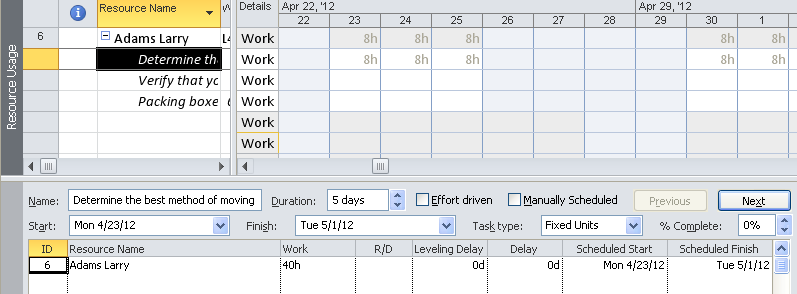 Resource Name Details Apr 22, '12 Apr 29, '12
22 23 24 25 26 27 28 29 30 1
6 Adams Larry Work 8h 8h 8h 8h 8h
Determine th Work 8h 8h 8h 8h 8h
Verify that yo Work
Packing boxe Work
Work
Work
Resource Usage
Name: Determine the best method of moving Duration: 5 days Effort driven Manually Scheduled Previous Next
Start: Mon 4/23/12 Finish: Tue 5/1/12 Task type: Fixed Units % Complete: 0%
ID Resource Name Work R/D Leveling Delay Delay Scheduled Start Scheduled Finish
6 Adams Larry 40h 0d 0d Mon 4/23/12 Tue 5/1/12